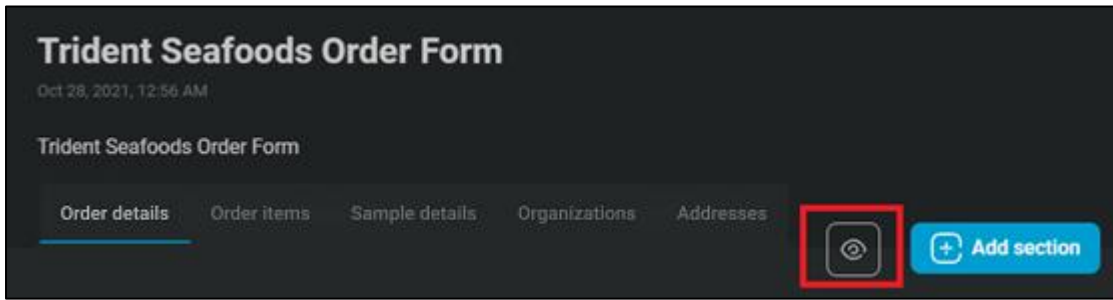 Trident Seafoods Order Form
Oct 28, 2021, 12:56 AM
Trident Seafoods Order Form
Order details Order items Sample details Organizations Addresses
Add section